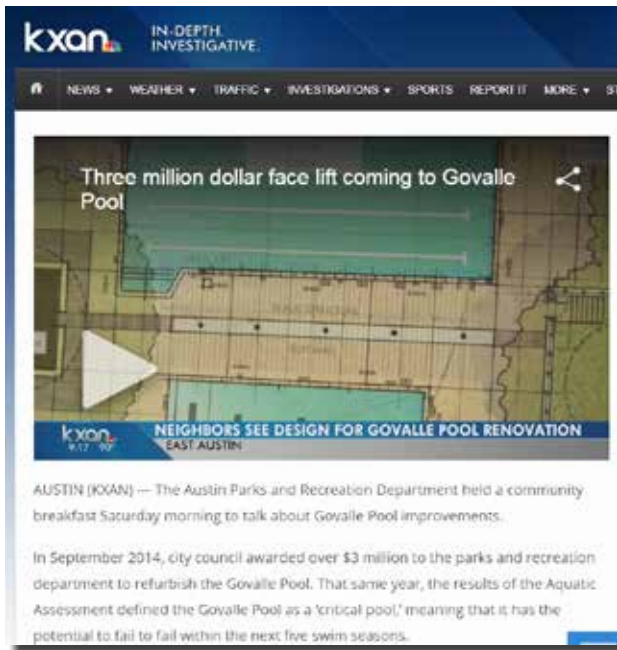 kxan
IN-DEPTH.
INVESTIGATIVE.
NEWS WEATHER TRAFFIC INVESTIGATIONS SPORTS REPORT IT MORE
Three million dollar face lift coming to Govalle
Pool
kxan
NEIGHBORS SEE DESIGN FOR GOVALLE POOL RENOVATION
9:17 90°
EAST AUSTIN
AUSTIN (KXAN) — The Austin Parks and Recreation Department held a community
breakfast Saturday morning to talk about Govalle Pool improvements.
In September 2014, city council awarded over $3 million to the parks and recreation
department to refurbish the Govalle Pool. That same year, the results of the Aquatic
Assessment defined the Govalle Pool as a 'critical pool,' meaning that it has the
potential to fail to fail within the next five swim seasons.